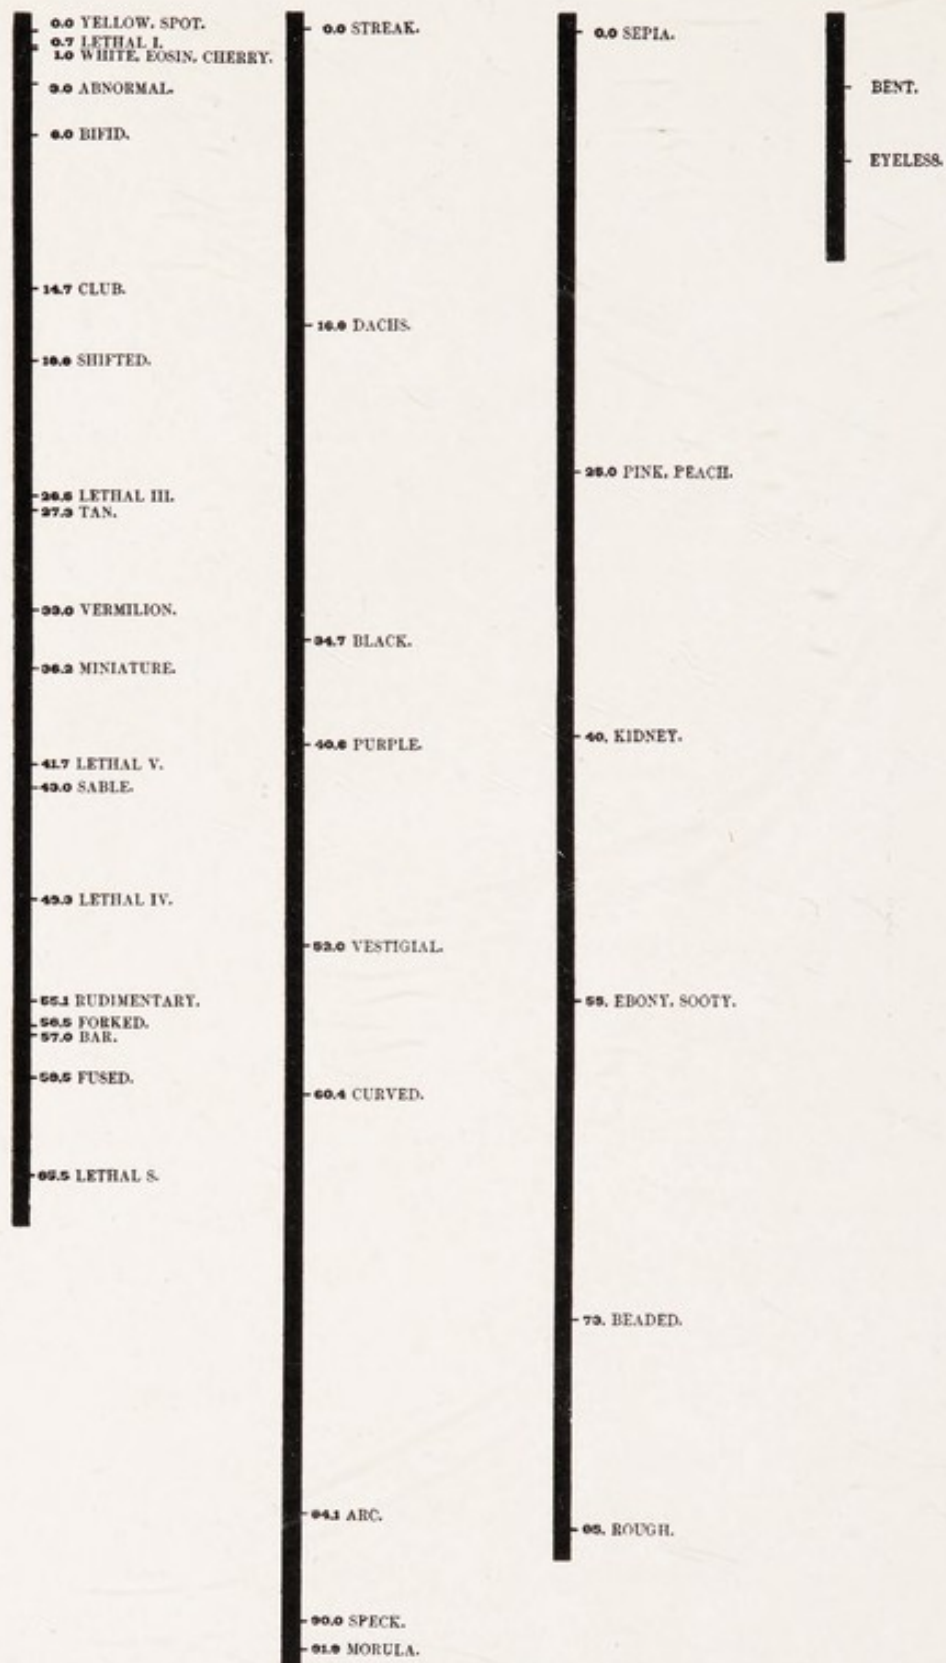 0.0 YELLOW. SPOT.
0.7 LETHAL I.
1.0 WHITE, EOSIN, CHERRY.
3.0 ABNORMAL.
6.0 BIFID.
14.7 CLUB.
18.8 SHIFTED.
26.5 LETHAL III.
27.3 TAN.
33.0 VERMILION.
36.2 MINIATURE.
41.7 LETHAL V.
43.0 SABLE.
49.3 LETHAL IV.
55.1 RUDIMENTARY.
56.5 FORKED.
57.0 BAR.
59.5 FUSED.
65.5 LETHAL S.
0.0 STREAK.
16.8 DACHS.
34.7 BLACK.
40.6 PURPLE.
52.0 VESTIGIAL.
60.4 CURVED.
84.1 ARC.
90.0 SPECK.
91.9 MORULA.
0.0 SEPIA.
25.0 PINK, PEACH.
40. KIDNEY.
55. EBONY, SOOTY.
73. BEADED.
85. ROUGH.
BENT.
EYELESS.